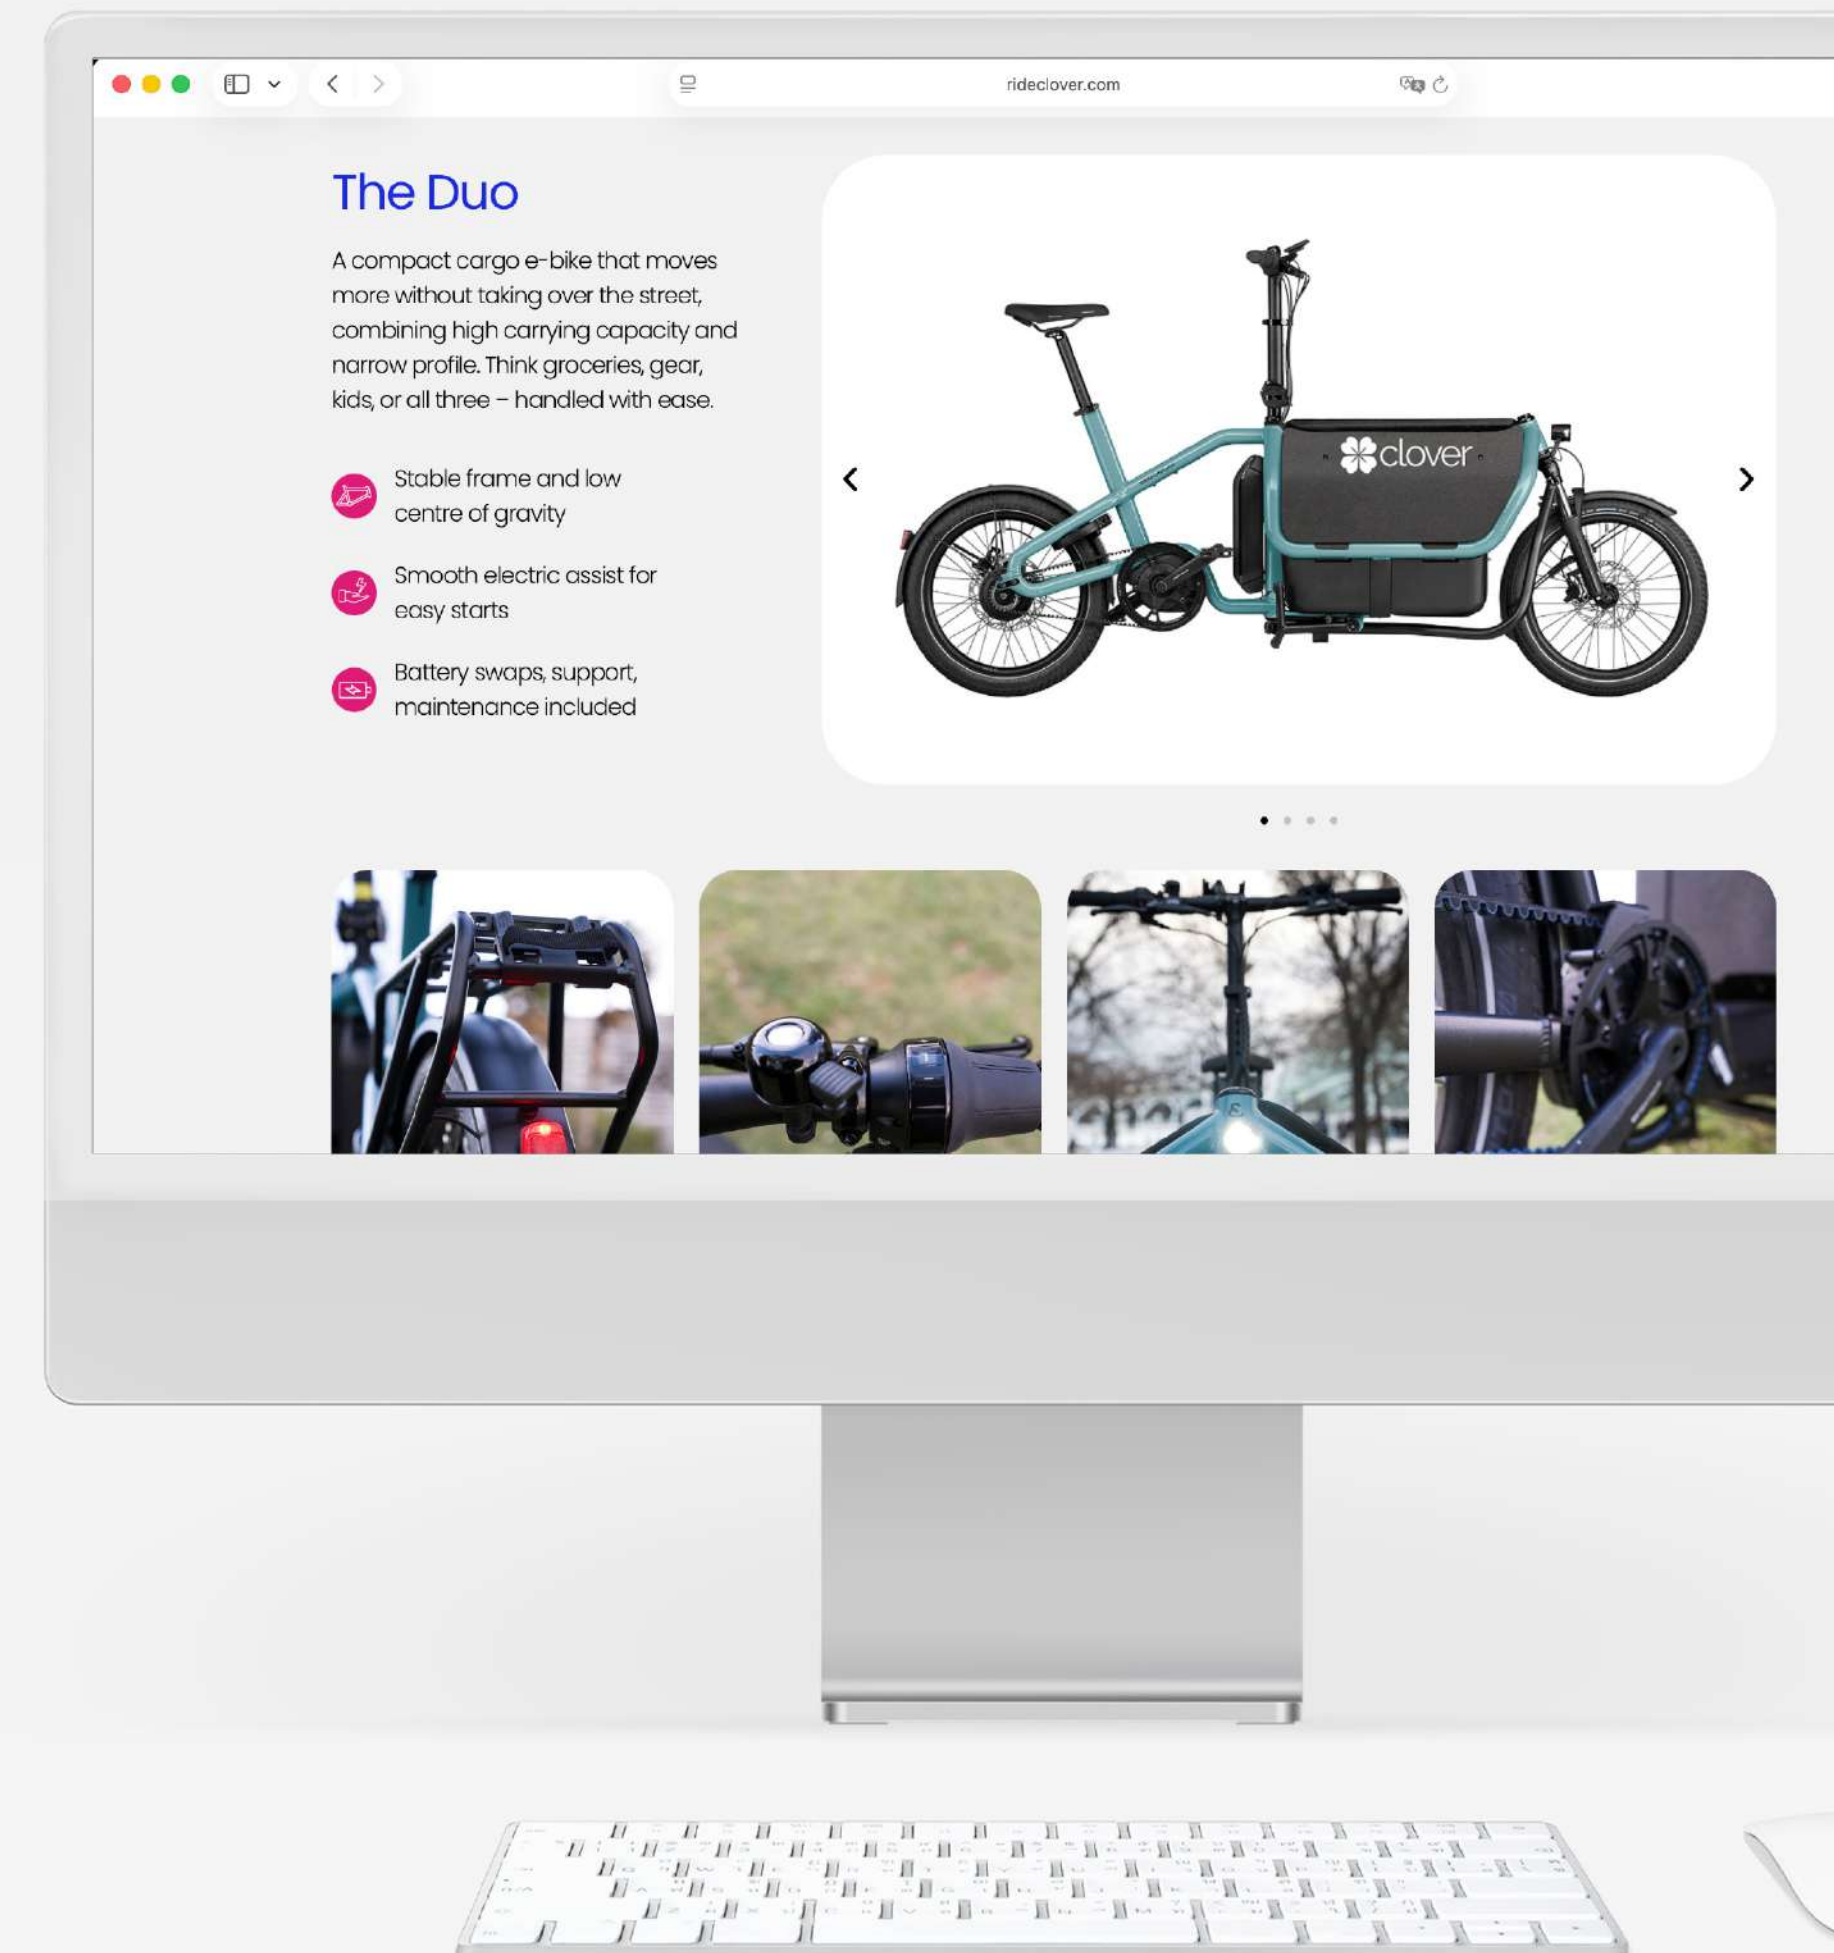 rideclover.com
The Duo
A compact cargo e-bike that moves
more without taking over the street,
combining high carrying capacity and
narrow profile. Think groceries, gear,
kids, or all three – handled with ease.
Stable frame and low
centre of gravity
Smooth electric assist for
easy starts
Battery swaps, support,
maintenance included
clover